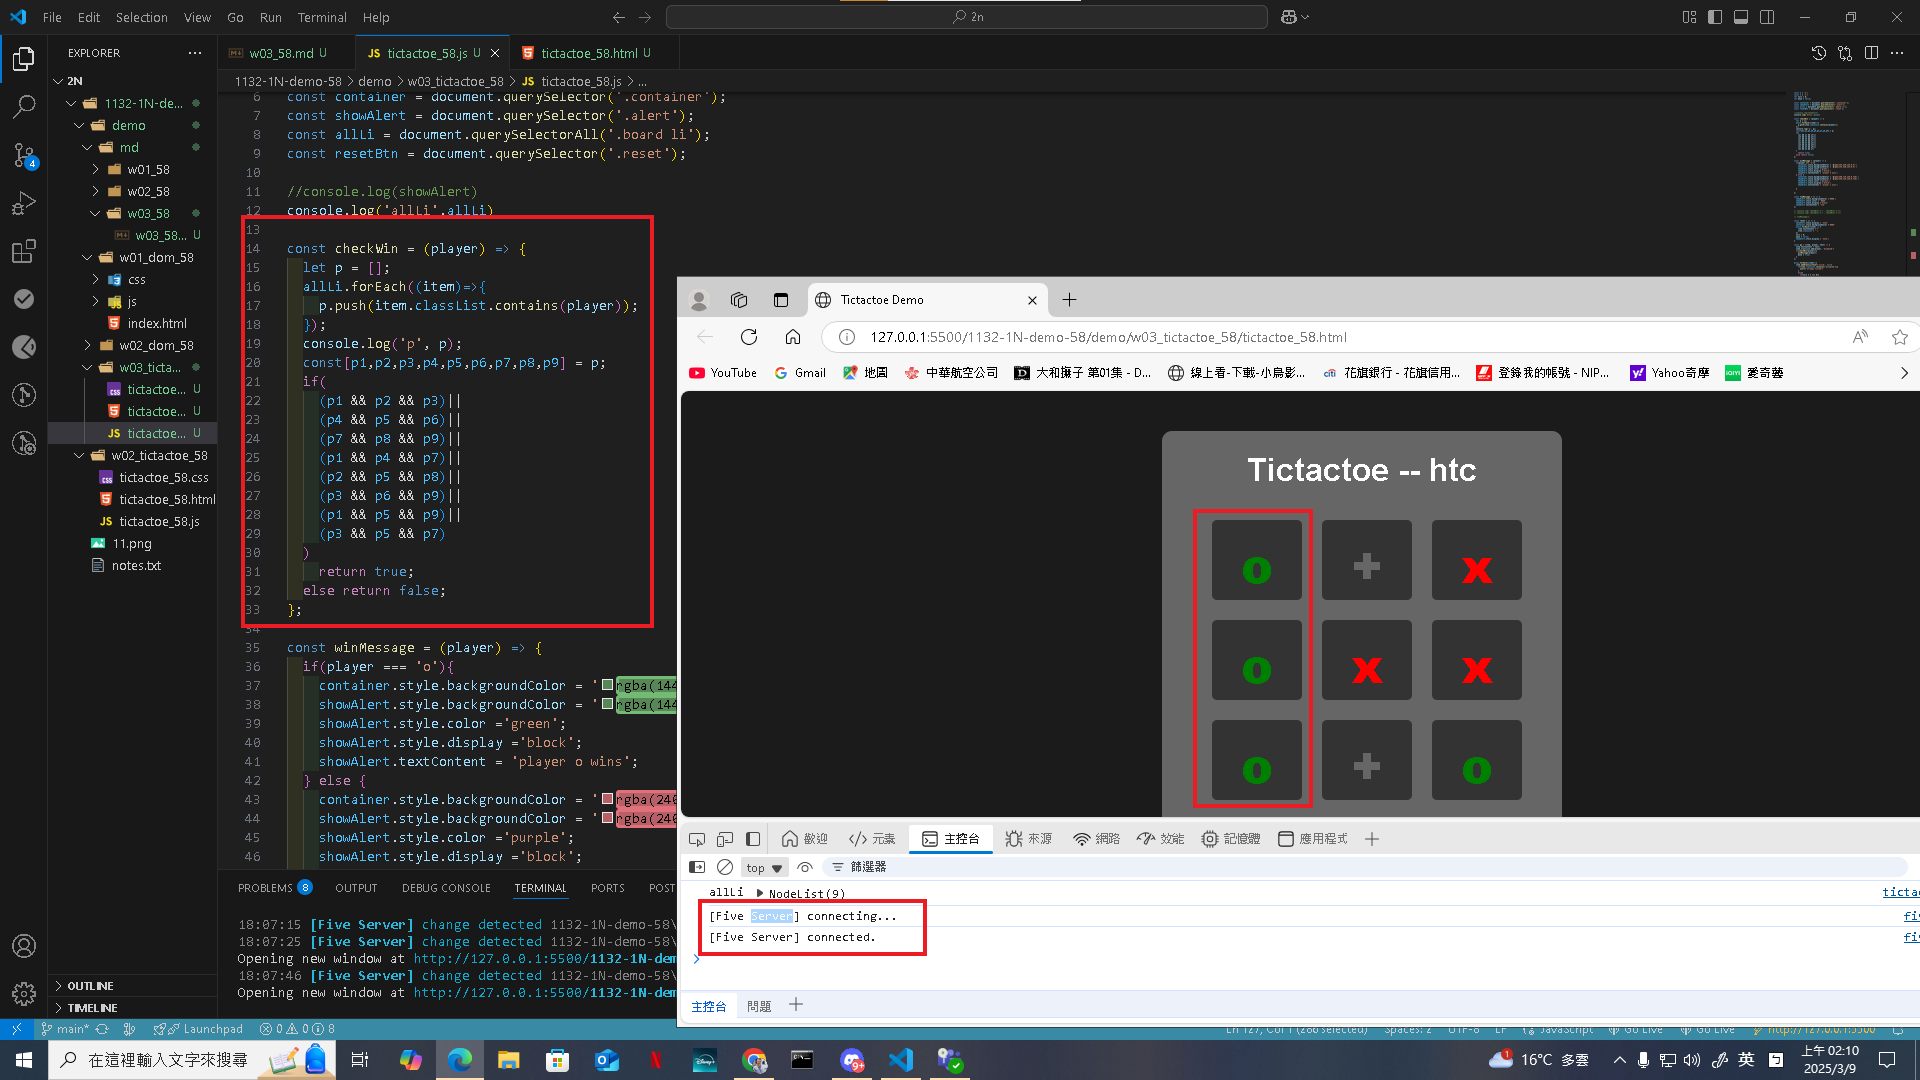 File Edit Selection View Go Run Terminal Help
2n
EXPLORER
2N
1132-1N-de...
demo
md
w01_58
w02_58
w03_58
w03_58... U
w01_dom_58
css
js
index.html
w02_dom_58
w03_ticta...
tictactoe... U
tictactoe... U
tictactoe... U
w02_tictactoe_58
tictactoe_58.css
tictactoe_58.html
tictactoe_58.js
11.png
notes.txt
OUTLINE
TIMELINE
w03_58.md U
JS tictactoe_58.js U
tictactoe_58.html U
1132-1N-demo-58 > demo > w03_tictactoe_58 > JS tictactoe_58.js > ...
6 const container = document.querySelector('.container');
7 const showAlert = document.querySelector('.alert');
8 const allLi = document.querySelectorAll('.board li');
9 const resetBtn = document.querySelector('.reset');
10
11 //console.log(showAlert)
12 console.log('allLi',allLi)
13
14 const checkWin = (player) => {
15 let p = [];
16 allLi.forEach((item)=>{
17 p.push(item.classList.contains(player));
18 });
19 console.log('p', p);
20 const[p1,p2,p3,p4,p5,p6,p7,p8,p9] = p;
21 if(
22 (p1 && p2 && p3)||
23 (p4 && p5 && p6)||
24 (p7 && p8 && p9)||
25 (p1 && p4 && p7)||
26 (p2 && p5 && p8)||
27 (p3 && p6 && p9)||
28 (p1 && p5 && p9)||
29 (p3 && p5 && p7)
30 )
31 return true;
32 else return false;
33 };
34
35 const winMessage = (player) => {
36 if(player === 'o'){
37 container.style.backgroundColor = 'rgba(144
38 showAlert.style.backgroundColor = 'rgba(144
39 showAlert.style.color ='green';
40 showAlert.style.display ='block';
41 showAlert.textContent = 'player o wins';
42 } else {
43 container.style.backgroundColor = 'rgba(240
44 showAlert.style.backgroundColor = 'rgba(240
45 showAlert.style.color ='purple';
46 showAlert.style.display ='block';
PROBLEMS 8 OUTPUT DEBUG CONSOLE TERMINAL PORTS POST
18:07:15 [Five Server] change detected 1132-1N-demo-58\
18:07:25 [Five Server] change detected 1132-1N-demo-58\
Opening new window at http://127.0.0.1:5500/1132-1N-dem
18:07:46 [Five Server] change detected 1132-1N-demo-58\
Opening new window at http://127.0.0.1:5500/1132-1N-dem
Tictactoe Demo
127.0.0.1:5500/1132-1N-demo-58/demo/w03_tictactoe_58/tictactoe_58.html
YouTube Gmail 地圖 中華航空公司 大和撫子 第01集 - D... 線上看-下載-小鳥影... 花旗銀行 - 花旗信用... 登錄我的帳號 - NIP... Yahoo奇摩 愛奇藝
Tictactoe -- htc
o + x
o x x
o + o
歡迎 元素 主控台 來源 網路 效能 記憶體 應用程式
top 篩選器
allLi NodeList(9) ticta
[Five Server] connecting... fi
[Five Server] connected. fi
主控台 問題
main* Launchpad 0 0 8
Ln 127, Col 1 (286 selected) Spaces: 2 UTF-8 LF JavaScript Go Live Go Live http://127.0.0.1:5500
4
在這裡輸入文字來搜尋
9+
1
16°C 多雲
英
上午 02:10
2025/3/9